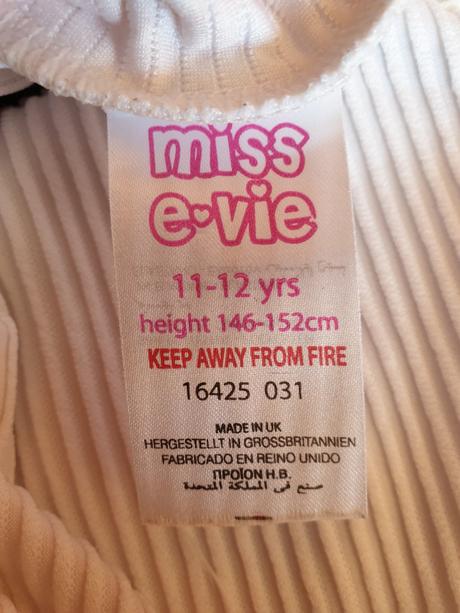 miss
e•vie
11-12 yrs
height 146-152cm
KEEP AWAY FROM FIRE
16425 031
MADE IN UK
HERGESTELLT IN GROSSBRITANNIEN
FABRICADO EN REINO UNIDO
ΠΡΟΪΟΝ Η.Β.
صنع في المملكة المتحدة